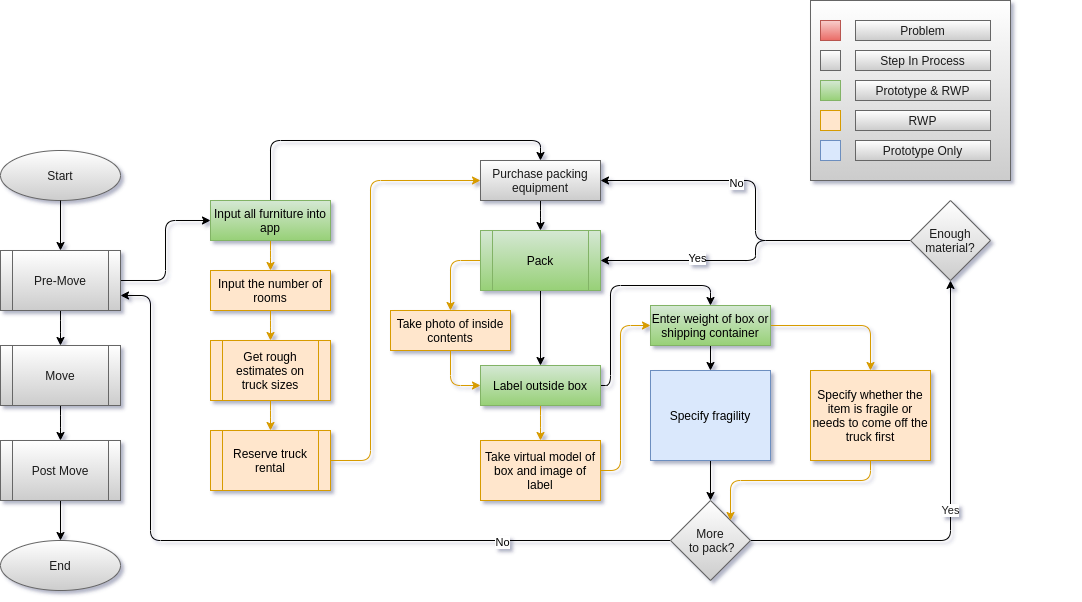 Problem
Step In Process
Prototype & RWP
RWP
Prototype Only
Start
Pre-Move
Move
Post Move
End
Input all furniture into
app
Input the number of
rooms
Get rough
estimates on
truck sizes
Reserve truck
rental
Purchase packing
equipment
Pack
Take photo of inside
contents
Label outside box
Take virtual model of
box and image of
label
Enter weight of box or
shipping container
Specify fragility
Specify whether the
item is fragile or
needs to come off the
truck first
More
to pack?
No
Yes
Enough
material?
No
Yes